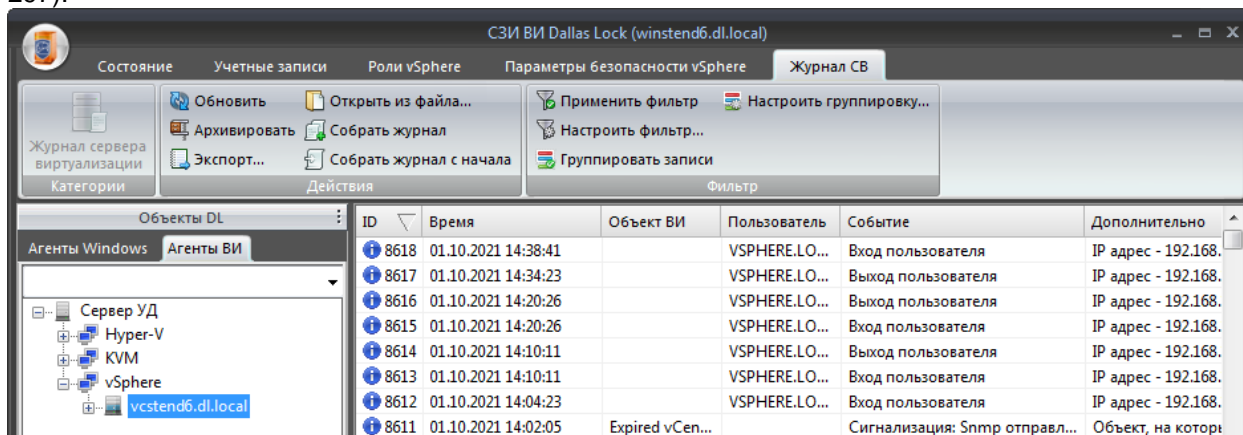 СЗИ ВИ Dallas Lock (winstend6.dl.local)
Состояние Учетные записи Роли vSphere Параметры безопасности vSphere Журнал СВ
Журнал сервера виртуализации
Категории
Обновить Открыть из файла...
Архивировать Собрать журнал
Экспорт... Собрать журнал с начала
Действия
Применить фильтр Настроить группировку...
Настроить фильтр...
Группировать записи
Фильтр
Объекты DL
Агенты Windows Агенты ВИ
Сервер УД
Hyper-V
KVM
vSphere
vcstend6.dl.local
ID Время Объект ВИ Пользователь Событие Дополнительно
8618 01.10.2021 14:38:41 VSPHERE.LO... Вход пользователя IP адрес - 192.168.
8617 01.10.2021 14:34:23 VSPHERE.LO... Выход пользователя IP адрес - 192.168.
8616 01.10.2021 14:20:26 VSPHERE.LO... Выход пользователя IP адрес - 192.168.
8615 01.10.2021 14:20:26 VSPHERE.LO... Вход пользователя IP адрес - 192.168.
8614 01.10.2021 14:10:11 VSPHERE.LO... Выход пользователя IP адрес - 192.168.
8613 01.10.2021 14:10:11 VSPHERE.LO... Вход пользователя IP адрес - 192.168.
8612 01.10.2021 14:04:23 VSPHERE.LO... Вход пользователя IP адрес - 192.168.
8611 01.10.2021 14:02:05 Expired vCen... Сигнализация: Snmp отправл... Объект, на которы